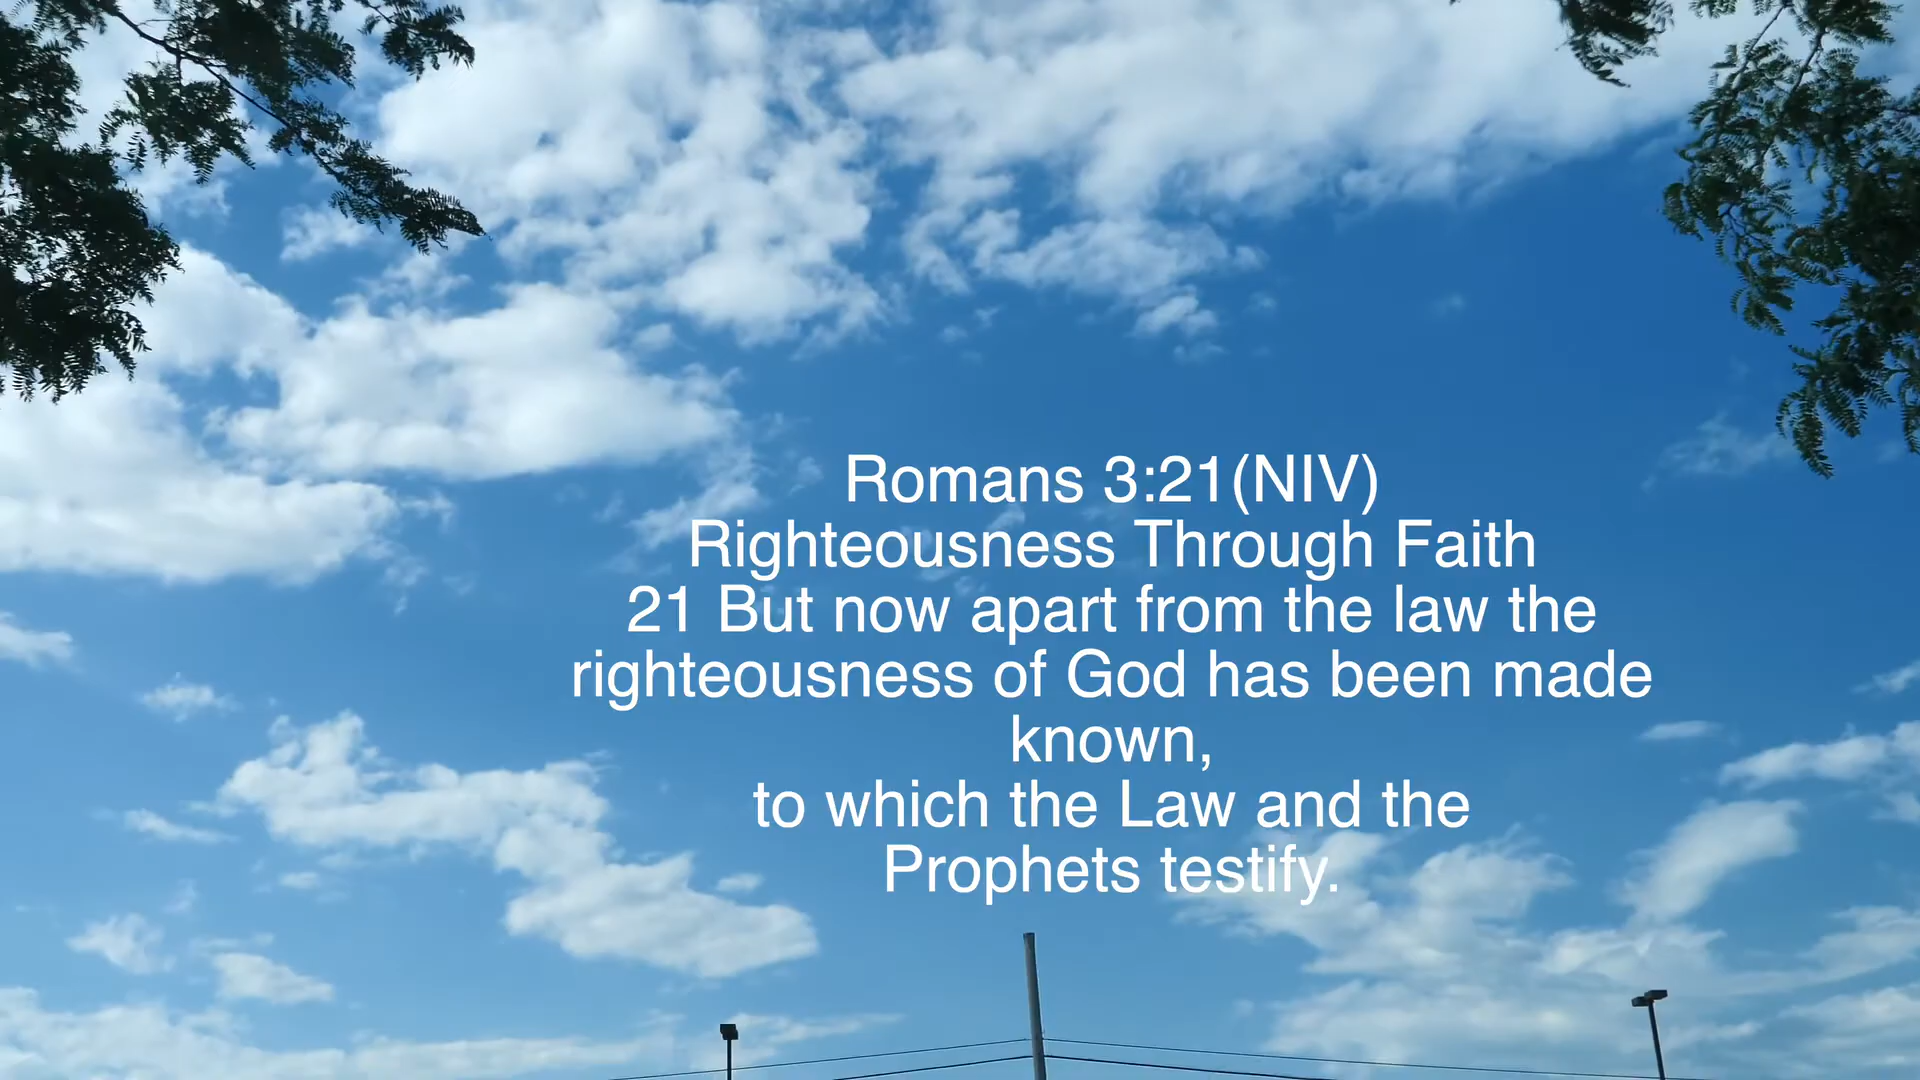 Romans 3:21(NIV)
Righteousness Through Faith
21 But now apart from the law the
righteousness of God has been made
known,
to which the Law and the
Prophets testify.